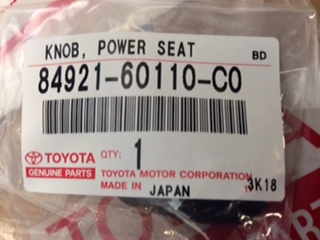 KNOB, POWER SEAT BD
84921-60110-C0
TOYOTA QTY: 1
GENUINE PARTS TOYOTA MOTOR CORPORATION
MADE IN JAPAN 3K18